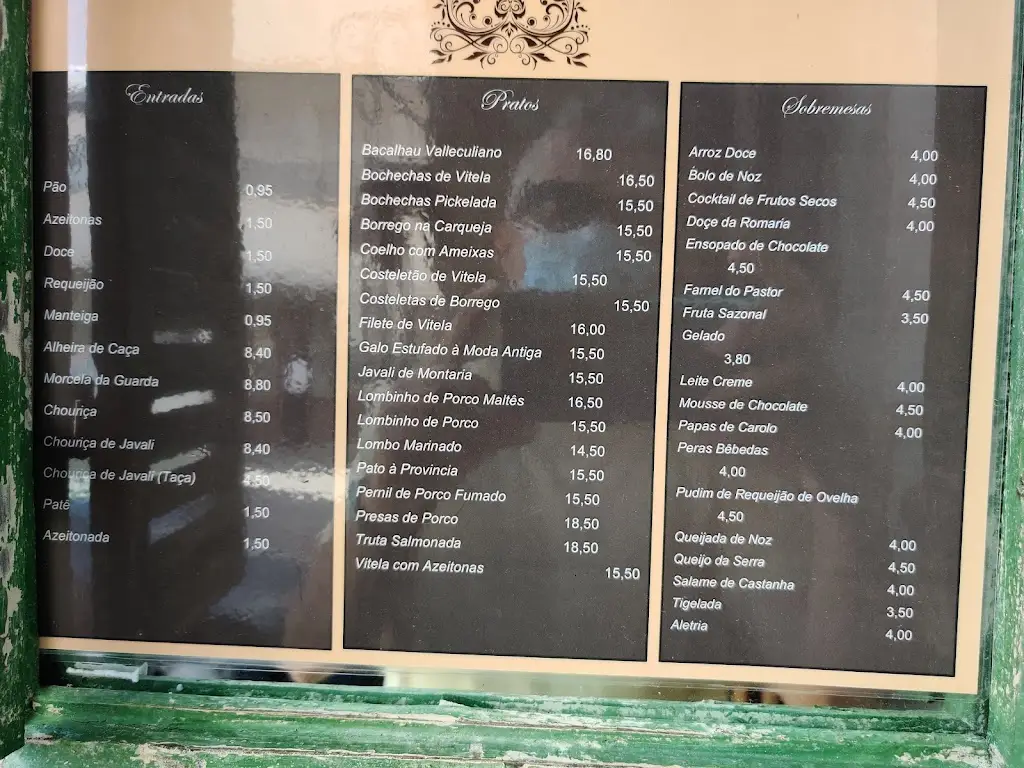 Entradas
Pão 0,95
Azeitonas 1,50
Doce 1,50
Requeijão 1,50
Manteiga 0,95
Alheira de Caça 8,40
Morcela da Guarda 8,80
Chouriça 8,50
Chouriça de Javali 8,40
Chouriça de Javali (Taça) 4,50
Patê 1,50
Azeitonada 1,50
Pratos
Bacalhau Valleculiano 16,80
Bochechas de Vitela 16,50
Bochechas Pickelada 15,50
Borrego na Carqueja 15,50
Coelho com Ameixas 15,50
Costeletão de Vitela 15,50
Costeletas de Borrego 15,50
Filete de Vitela 16,00
Galo Estufado à Moda Antiga 15,50
Javali de Montaria 15,50
Lombinho de Porco Maltês 16,50
Lombinho de Porco 15,50
Lombo Marinado 14,50
Pato à Provincia 15,50
Pernil de Porco Fumado 15,50
Presas de Porco 18,50
Truta Salmonada 18,50
Vitela com Azeitonas 15,50
Sobremesas
Arroz Doce 4,00
Bolo de Noz 4,00
Cocktail de Frutos Secos 4,50
Doçe da Romaria 4,00
Ensopado de Chocolate
4,50
Farnel do Pastor 4,50
Fruta Sazonal 3,50
Gelado
3,80
Leite Creme 4,00
Mousse de Chocolate 4,50
Papas de Carolo 4,00
Peras Bêbedas
4,00
Pudim de Requeijão de Ovelha
4,50
Queijada de Noz 4,00
Queijo da Serra 4,50
Salame de Castanha 4,00
Tigelada 3,50
Aletria 4,00